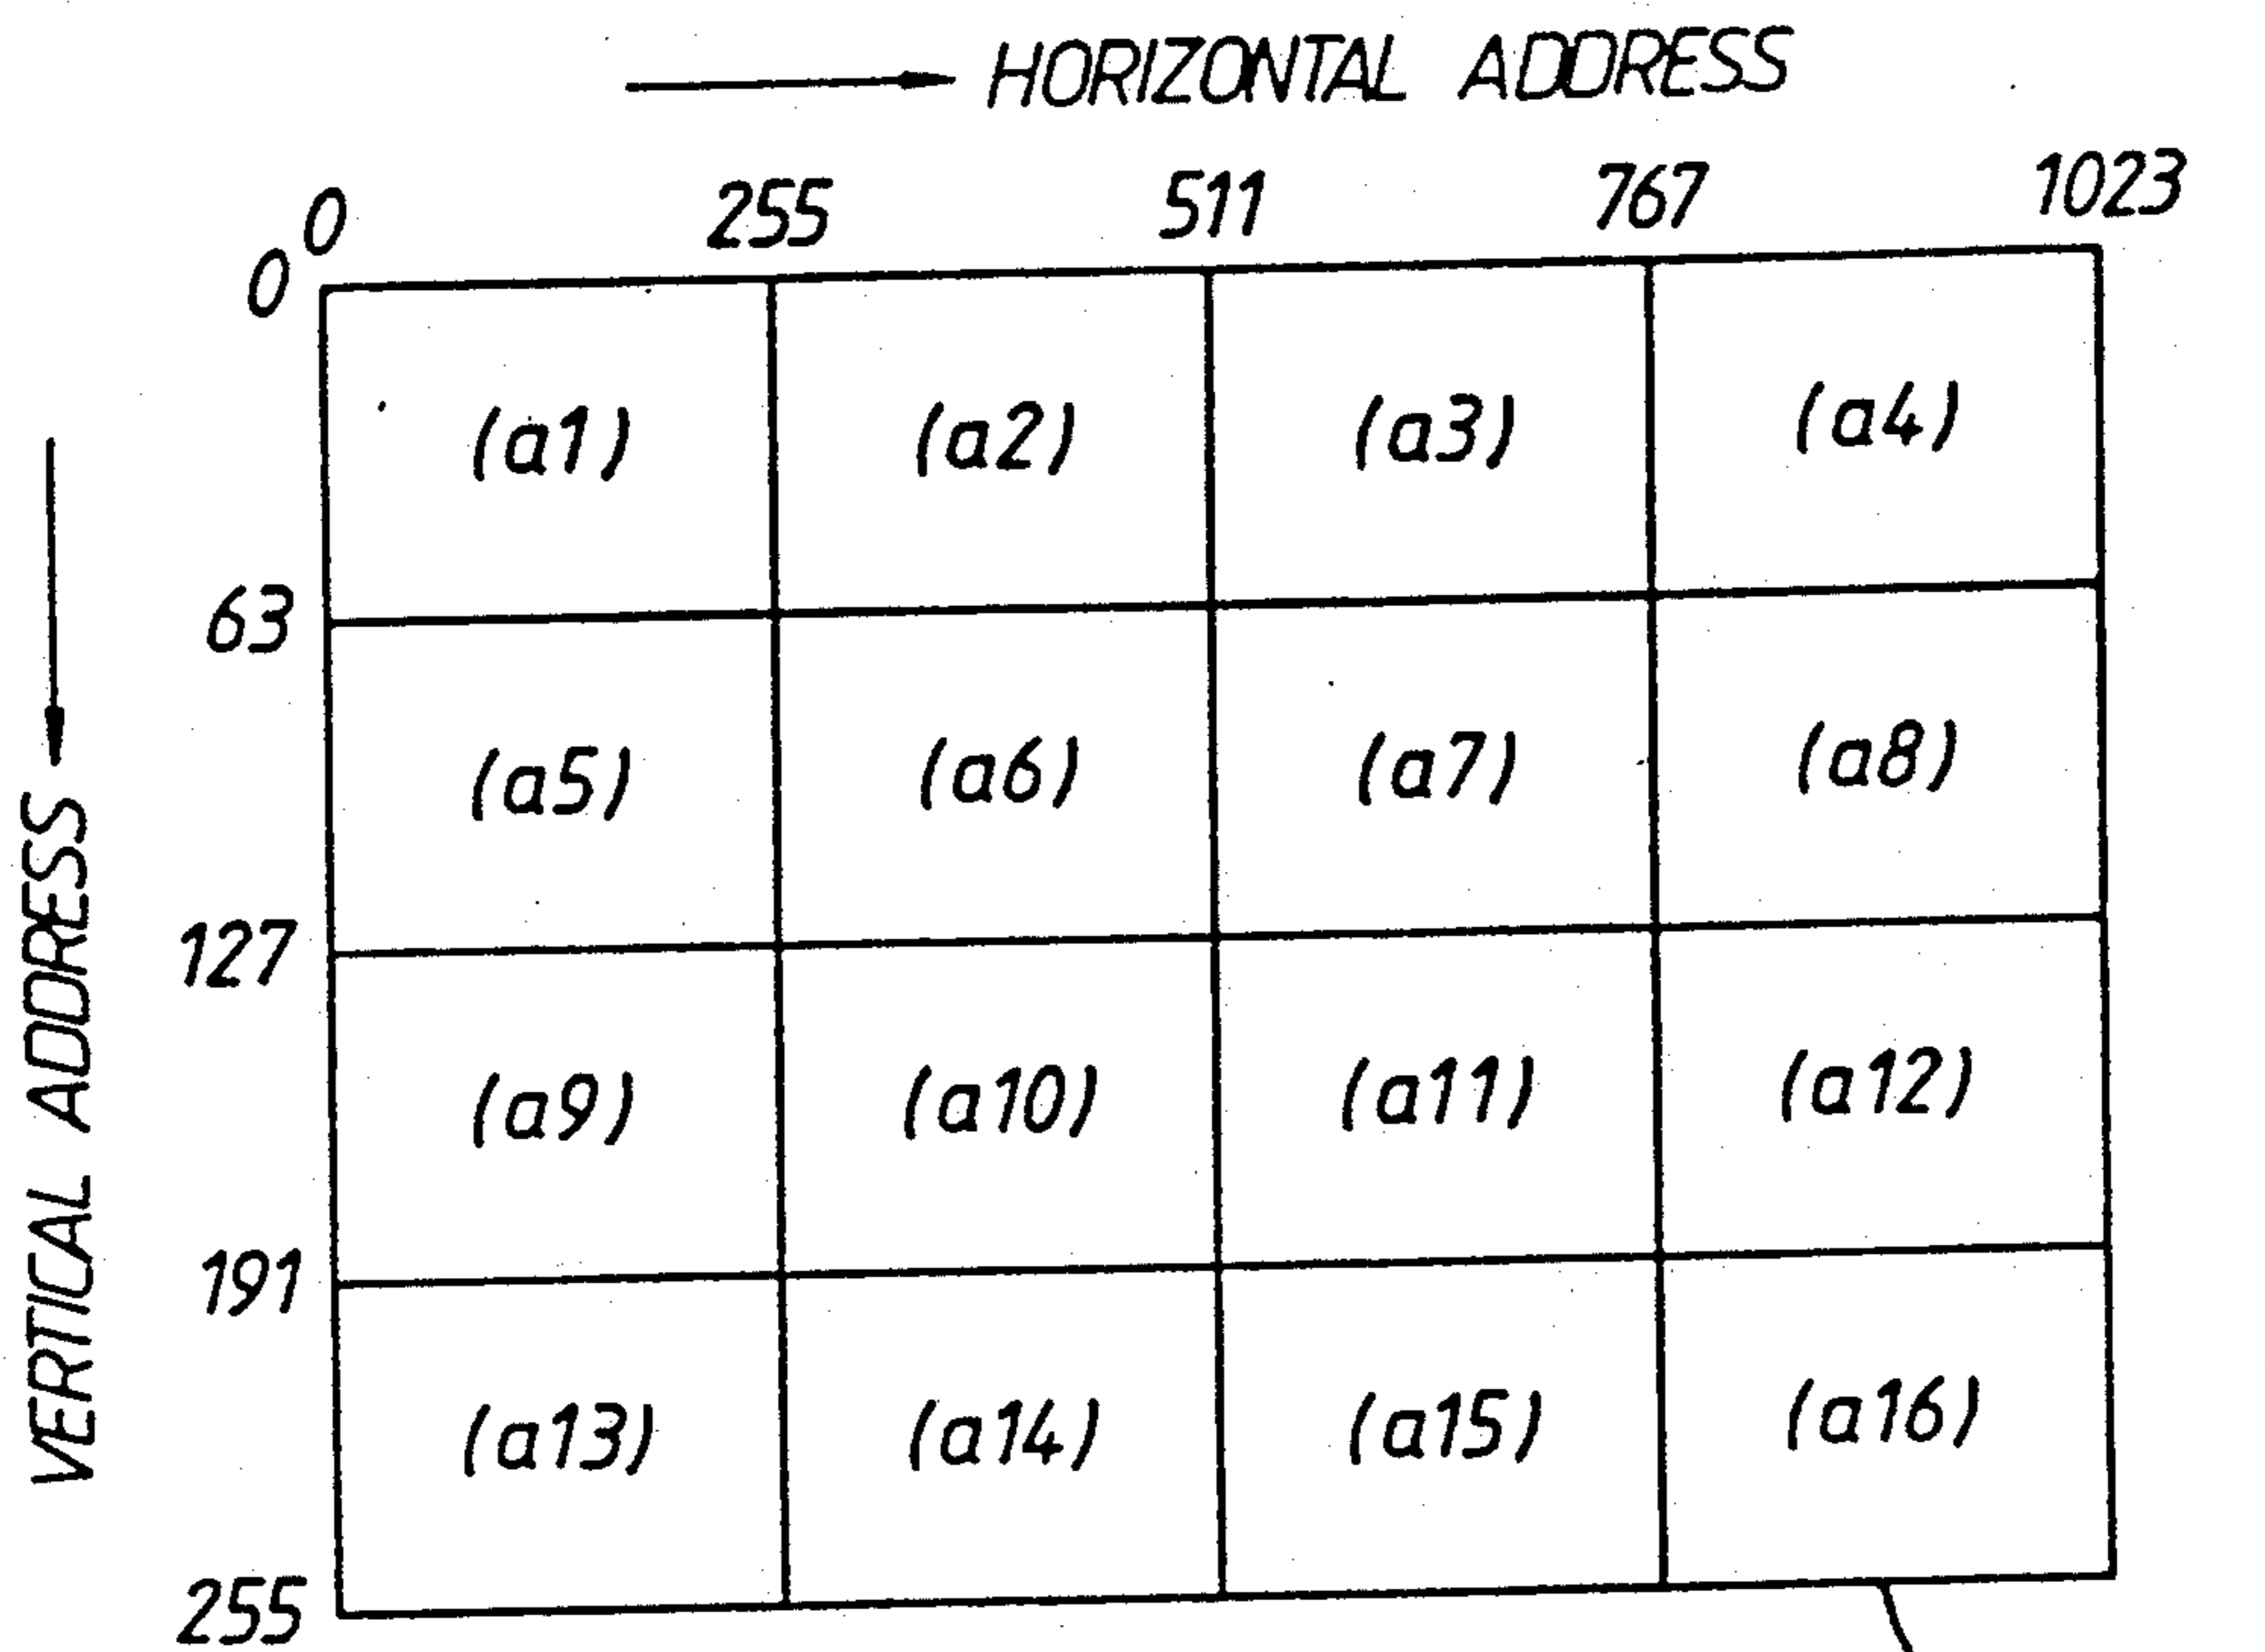 HORIZONTAL ADDRESS
0 255 511 767 1023
0
(a1) (a2) (a3) (a4)
63
(a5) (a6) (a7) (a8)
127
(a9) (a10) (a11) (a12)
191
(a13) (a14) (a15) (a16)
255
VERTICAL ADDRESS